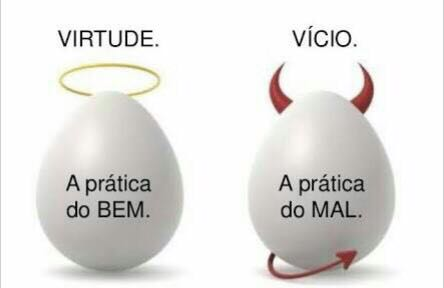 VIRTUDE.
A prática
do BEM.
VÍCIO.
A prática
do MAL.